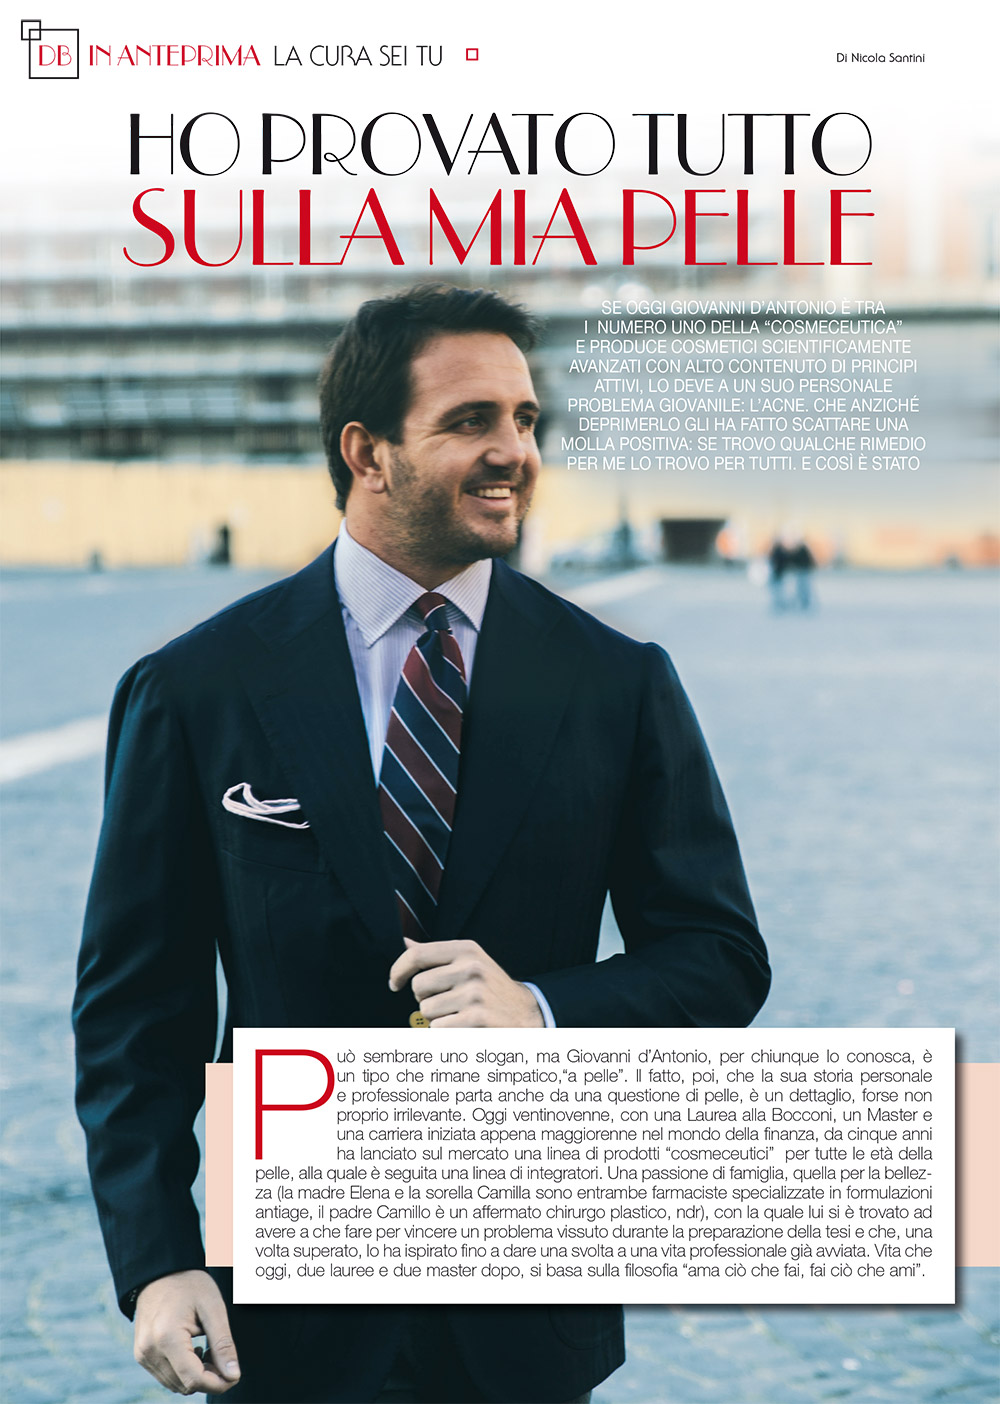 DB IN ANTEPRIMA LA CURA SEI TU
Di Nicola Santini
HO PROVATO TUTTO
SULLA MIA PELLE
SE OGGI GIOVANNI D'ANTONIO È TRA
I NUMERO UNO DELLA “COSMECEUTICA”
E PRODUCE COSMETICI SCIENTIFICAMENTE
AVANZATI CON ALTO CONTENUTO DI PRINCIPI
ATTIVI, LO DEVE A UN SUO PERSONALE
PROBLEMA GIOVANILE: L'ACNE. CHE ANZICHÉ
DEPRIMERLO GLI HA FATTO SCATTARE UNA
MOLLA POSITIVA: SE TROVO QUALCHE RIMEDIO
PER ME LO TROVO PER TUTTI. E COSÌ È STATO
Può sembrare uno slogan, ma Giovanni d'Antonio, per chiunque lo conosca, è
un tipo che rimane simpatico,“a pelle”. Il fatto, poi, che la sua storia personale
e professionale parta anche da una questione di pelle, è un dettaglio, forse non
proprio irrilevante. Oggi ventinovenne, con una Laurea alla Bocconi, un Master e
una carriera iniziata appena maggiorenne nel mondo della finanza, da cinque anni
ha lanciato sul mercato una linea di prodotti “cosmeceutici” per tutte le età della
pelle, alla quale è seguita una linea di integratori. Una passione di famiglia, quella per la bellez-
za (la madre Elena e la sorella Camilla sono entrambe farmaciste specializzate in formulazioni
antiage, il padre Camillo è un affermato chirurgo plastico, ndr), con la quale lui si è trovato ad
avere a che fare per vincere un problema vissuto durante la preparazione della tesi e che, una
volta superato, lo ha ispirato fino a dare una svolta a una vita professionale già avviata. Vita che
oggi, due lauree e due master dopo, si basa sulla filosofia “ama ciò che fai, fai ciò che ami”.